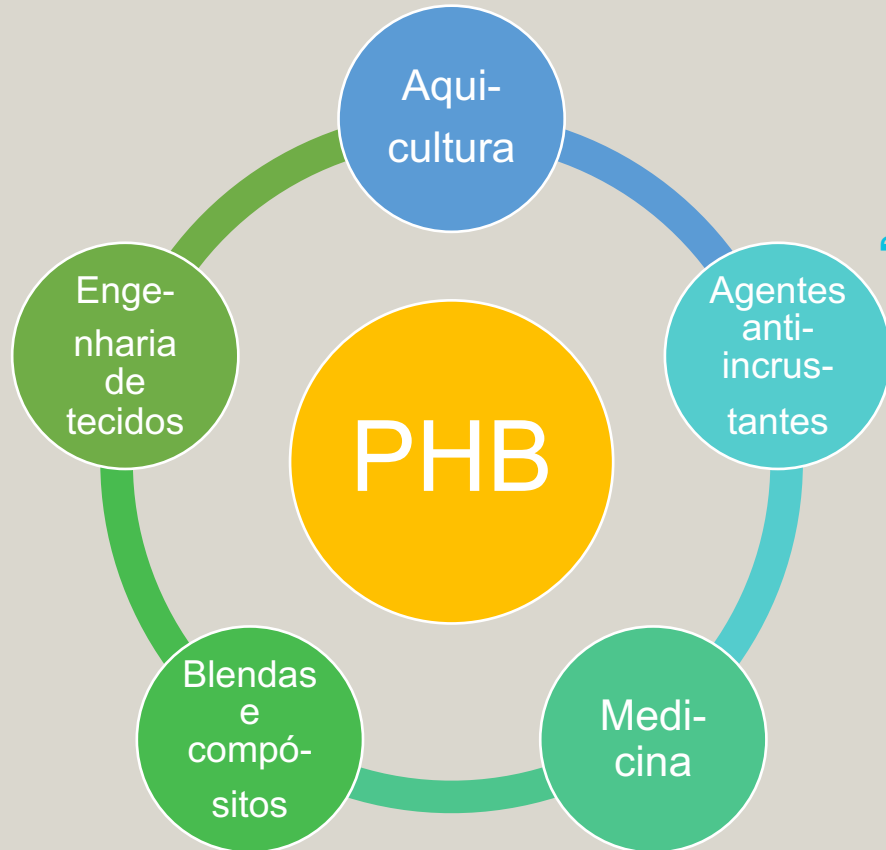 Aqui-
cultura
Agentes
anti-
incrus-
tantes
Medi-
cina
Blendas
e
compó-
sitos
Enge-
nharia
de
tecidos
PHB